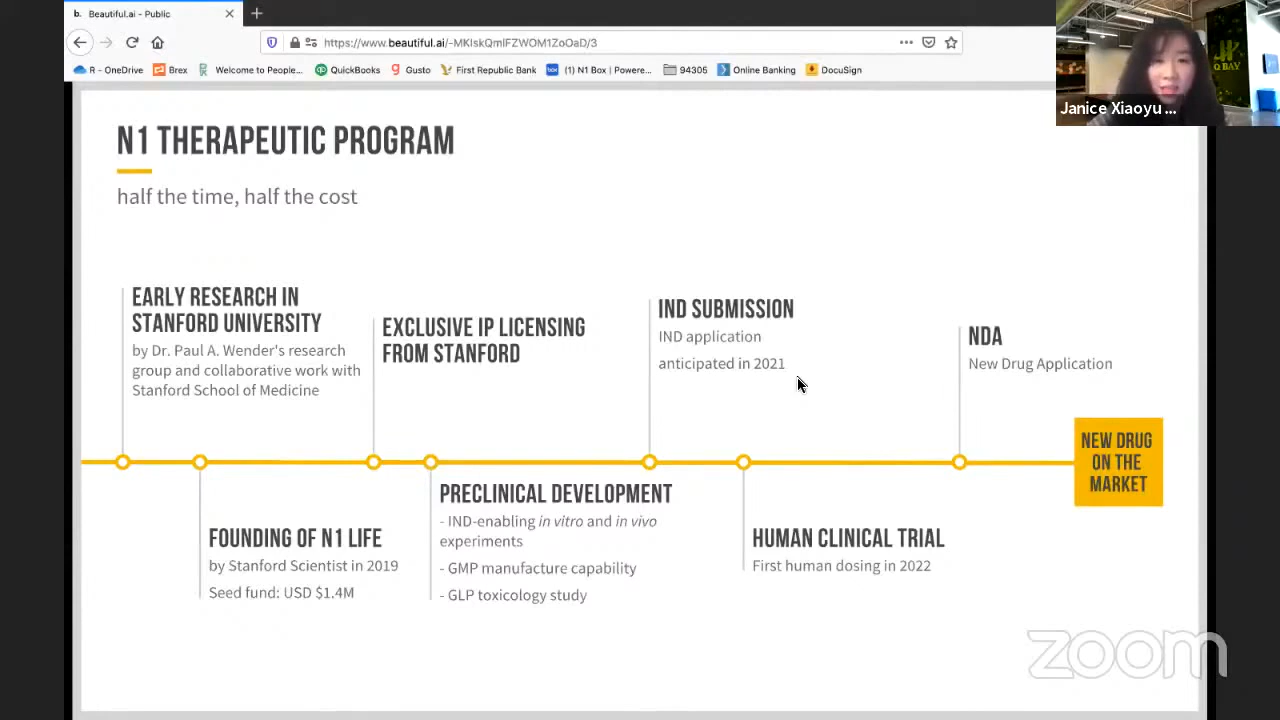 b. Beautiful.ai - Public
https://www.beautiful.ai/-MKIskQmIFZWOM1ZoOaD/3
R - OneDrive
Brex
Welcome to People...
QuickBooks
Gusto
First Republic Bank
(1) N1 Box | Powere...
94305
Online Banking
DocuSign
Q BAY
Janice Xiaoyu ...
N1 THERAPEUTIC PROGRAM
half the time, half the cost
EARLY RESEARCH IN
STANFORD UNIVERSITY
by Dr. Paul A. Wender's research
group and collaborative work with
Stanford School of Medicine
EXCLUSIVE IP LICENSING
FROM STANFORD
IND SUBMISSION
IND application
anticipated in 2021
NDA
New Drug Application
NEW DRUG
ON THE
MARKET
FOUNDING OF N1 LIFE
by Stanford Scientist in 2019
Seed fund: USD $1.4M
PRECLINICAL DEVELOPMENT
- IND-enabling in vitro and in vivo
experiments
- GMP manufacture capability
- GLP toxicology study
HUMAN CLINICAL TRIAL
First human dosing in 2022
zoom